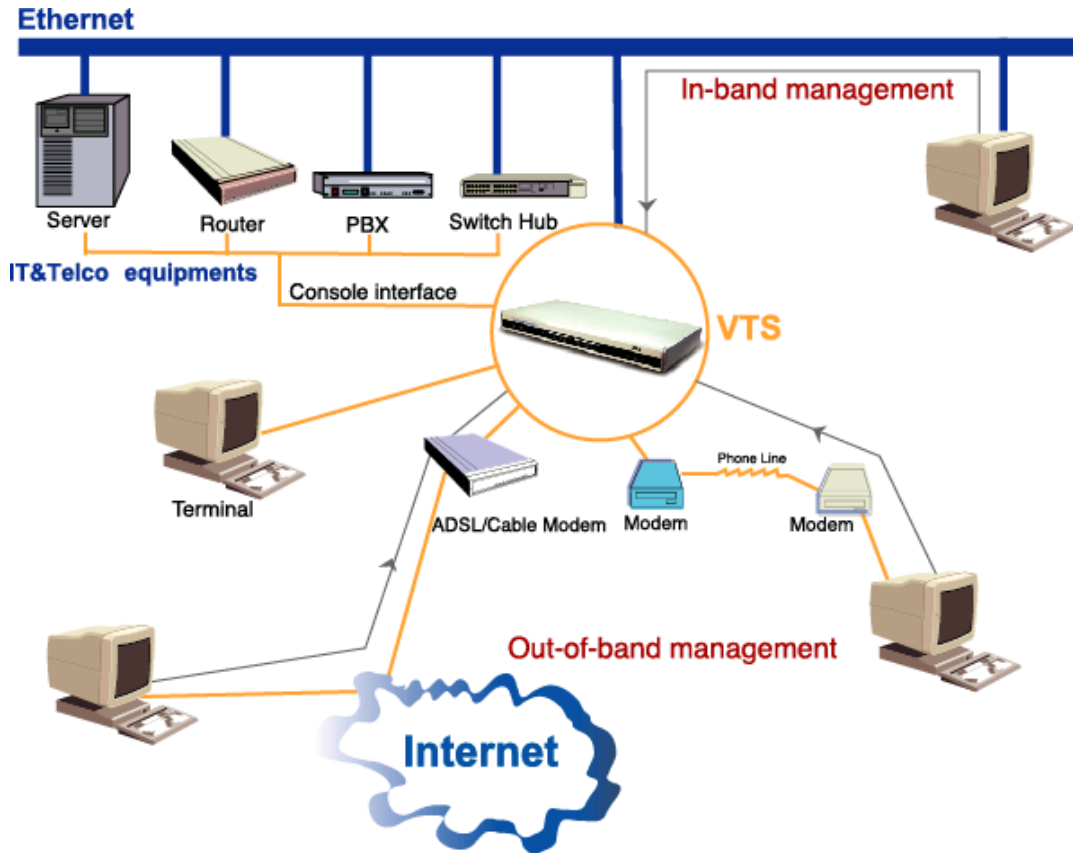 Ethernet
In-band management
Server
Router
PBX
Switch Hub
IT&Telco equipments
Console interface
VTS
Phone Line
Terminal
ADSL/Cable Modem
Modem
Modem
Out-of-band management
Internet